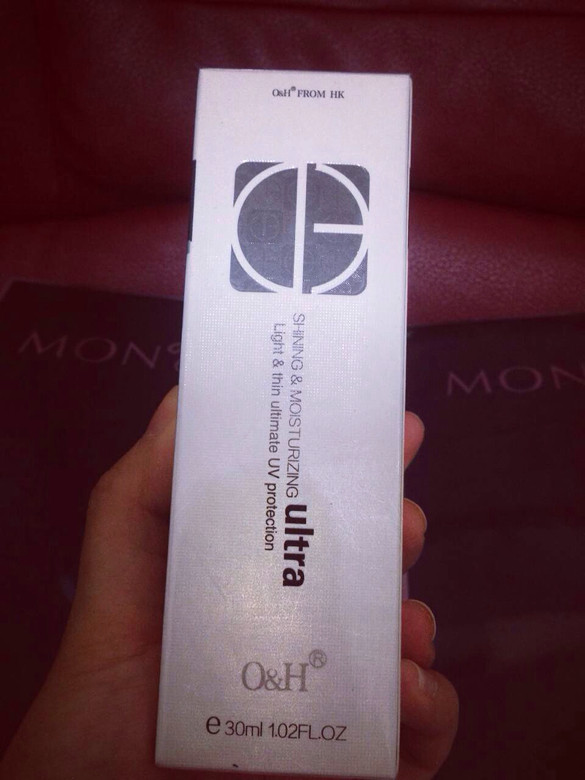 O&H® FROM HK
SHINING & MOISTURIZING ultra
Light & thin ultimate UV protection
O&H®
e 30ml 1.02FL.OZ
MON
MON